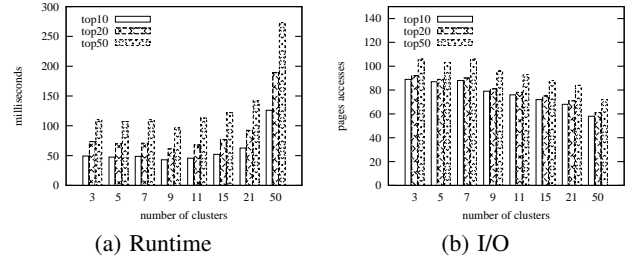 300
250
200
150
100
50
0
milliseconds
top10
top20
top50
3 5 7 9 11 15 21 50
number of clusters
(a) Runtime
140
120
100
80
60
40
20
0
pages accesses
top10
top20
top50
3 5 7 9 11 15 21 50
number of clusters
(b) I/O